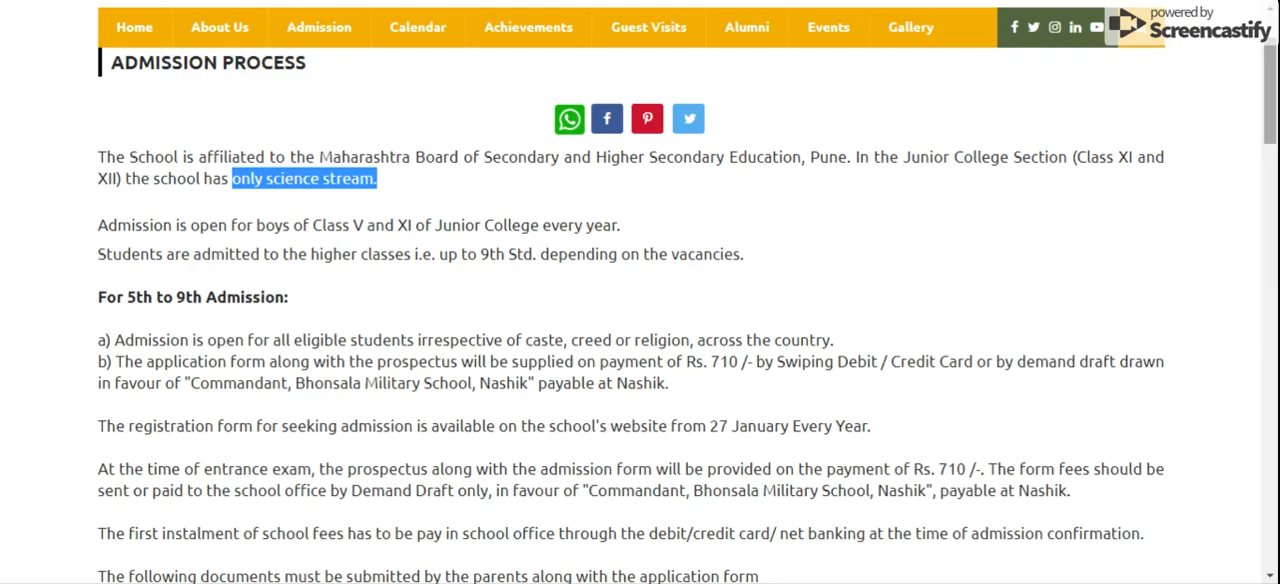 Home About Us Admission Calendar Achievements Guest Visits Alumni Events Gallery
powered by
Screencastify
ADMISSION PROCESS
The School is affiliated to the Maharashtra Board of Secondary and Higher Secondary Education, Pune. In the Junior College Section (Class XI and
XII) the school has only science stream.
Admission is open for boys of Class V and XI of Junior College every year.
Students are admitted to the higher classes i.e. up to 9th Std. depending on the vacancies.
For 5th to 9th Admission:
a) Admission is open for all eligible students irrespective of caste, creed or religion, across the country.
b) The application form along with the prospectus will be supplied on payment of Rs. 710 /- by Swiping Debit / Credit Card or by demand draft drawn
in favour of "Commandant, Bhonsala Military School, Nashik" payable at Nashik.
The registration form for seeking admission is available on the school's website from 27 January Every Year.
At the time of entrance exam, the prospectus along with the admission form will be provided on the payment of Rs. 710 /-. The form fees should be
sent or paid to the school office by Demand Draft only, in favour of "Commandant, Bhonsala Military School, Nashik", payable at Nashik.
The first instalment of school fees has to be pay in school office through the debit/credit card/ net banking at the time of admission confirmation.
The following documents must be submitted by the parents along with the application form